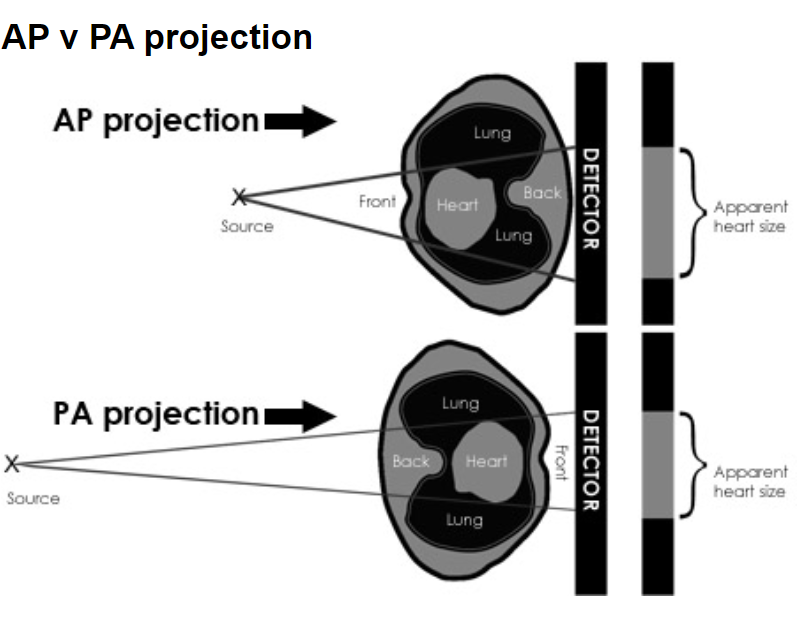 AP v PA projection
AP projection
Lung
Front
Heart
Back
Lung
Source
DETECTOR
Apparent
heart size
PA projection
Lung
Back
Heart
Front
Lung
Source
DETECTOR
Apparent
heart size